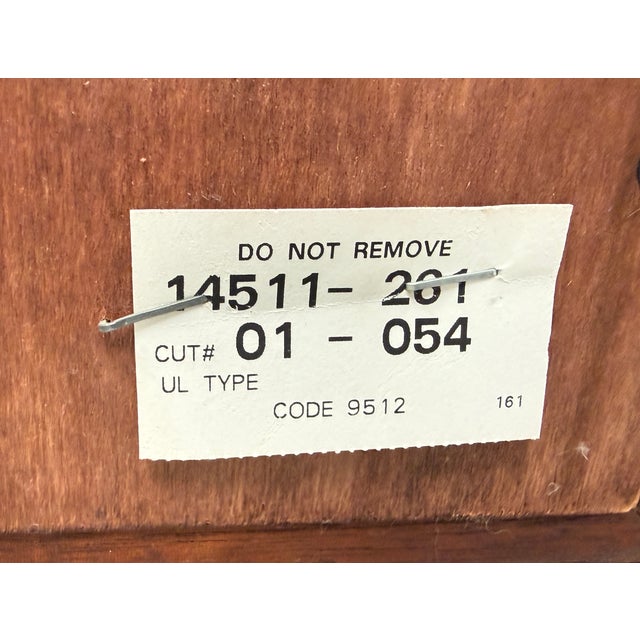 DO NOT REMOVE
14511- 261
CUT# 01 - 054
UL TYPE
CODE 9512 161